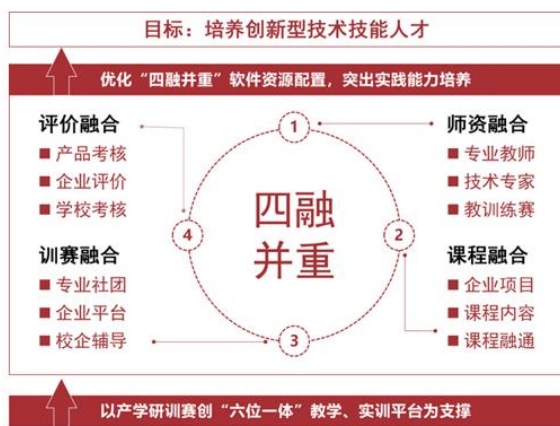 目标：培养创新型技术技能人才
优化“四融并重”软件资源配置，突出实践能力培养
评价融合
■ 产品考核
■ 企业评价
■ 学校考核
训赛融合
■ 专业社团
■ 企业平台
■ 校企辅导
1
2
3
4
四融
并重
师资融合
■ 专业教师
■ 技术专家
■ 教训练赛
课程融合
■ 企业项目
■ 课程内容
■ 课程融通
以产学研训赛创“六位一体”教学、实训平台为支撑